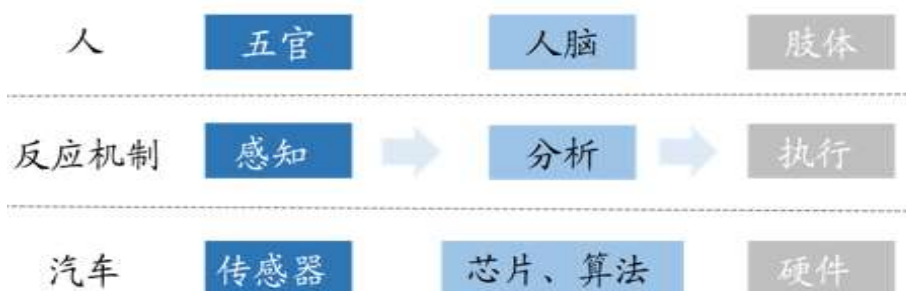 人 五官 人脑 肢体
反应机制 感知 分析 执行
汽车 传感器 芯片、算法 硬件